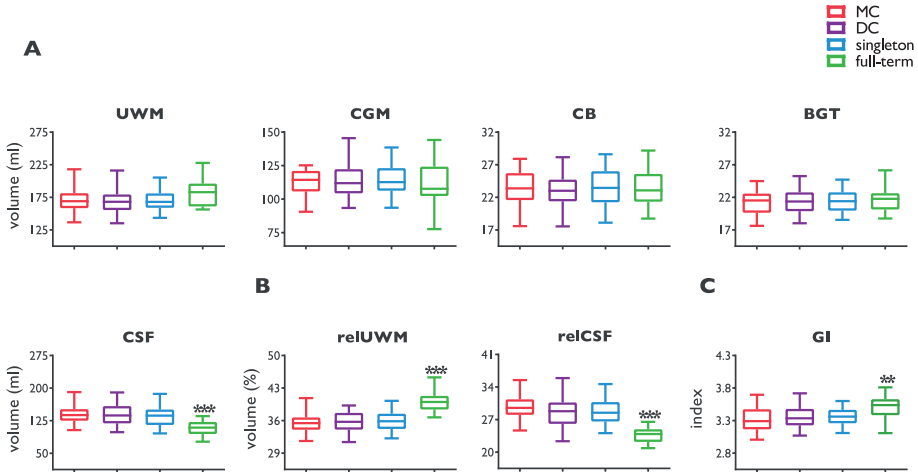 MC
DC
singleton
full-term
A
UWM
CGM
CB
BGT
volume (ml)
275
225
175
125
150
125
100
75
32
27
22
17
32
27
22
17
B
C
CSF
relUWM
relCSF
GI
volume (ml)
275
200
125
50
***
volume (%)
50
43
36
29
***
41
34
27
20
***
index
4.3
3.8
3.3
2.8
**